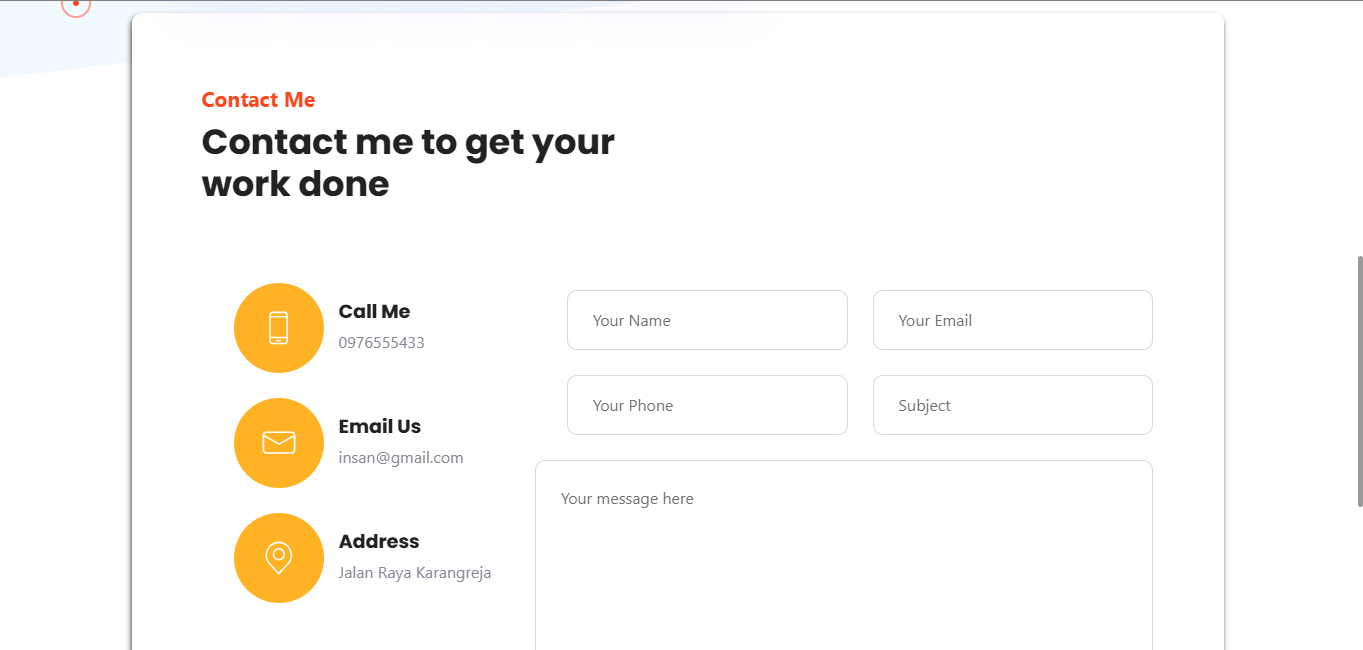 Contact Me
Contact me to get your
work done
Call Me
0976555433
Email Us
insan@gmail.com
Address
Jalan Raya Karangreja
Your Name
Your Email
Your Phone
Subject
Your message here